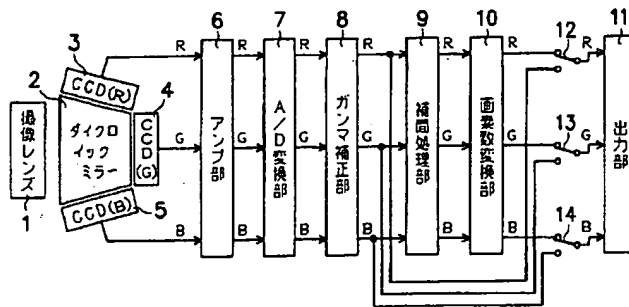 1
撮像レンズ
2
ダイクロイックミラー
3
CCD(R)
4
CCD(G)
5
CCD(B)
6
アンプ部
7
A/D変換部
8
ガンマ補正部
9
補間処理部
10
画素数変換部
11
出力部
12
13
14
R
R
R
R
R
R
R
G
G
G
G
G
G
G
B
B
B
B
B
B